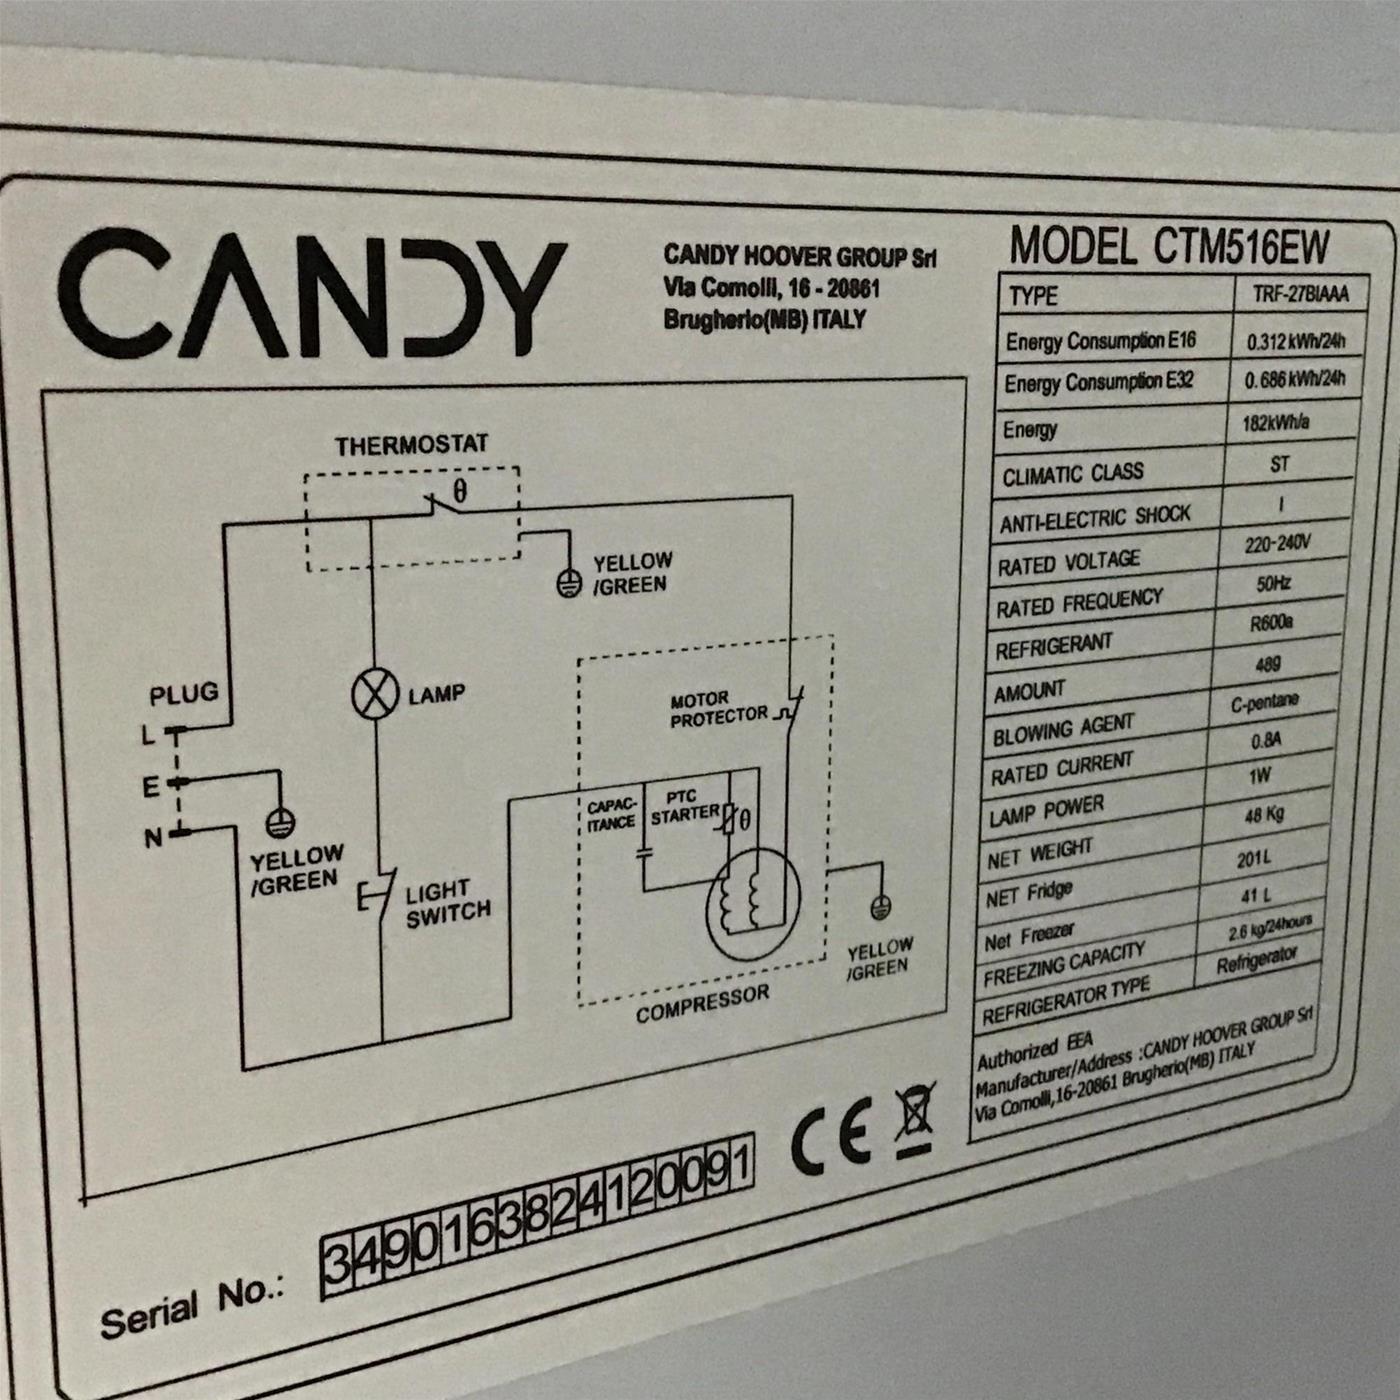 CANDY
CANDY HOOVER GROUP Srl
Via Comolli, 16 - 20861
Brugherio(MB) ITALY
MODEL CTM516EW
TYPE TRF-27BIAAA
Energy Consumption E16 0.312 kWh/24h
Energy Consumption E32 0.686 kWh/24h
Energy 182kWh/a
CLIMATIC CLASS ST
ANTI-ELECTRIC SHOCK I
RATED VOLTAGE 220-240V
RATED FREQUENCY 50Hz
REFRIGERANT R600a
AMOUNT 48g
BLOWING AGENT C-pentane
RATED CURRENT 0.8A
LAMP POWER 1W
NET WEIGHT 48 Kg
NET Fridge 201L
Net Freezer 41 L
FREEZING CAPACITY 2.6 kg/24hours
REFRIGERATOR TYPE Refrigerator
Authorized EEA
Manufacturer/Address :CANDY HOOVER GROUP Srl
Via Comolli,16-20861 Brugherio(MB) ITALY
THERMOSTAT
θ
YELLOW
/GREEN
PLUG
L
E
N
YELLOW
/GREEN
LAMP
LIGHT
SWITCH
MOTOR
PROTECTOR
CAPAC-
ITANCE
PTC
STARTER
θ
COMPRESSOR
YELLOW
/GREEN
CE
Serial No.: 3490163824120091